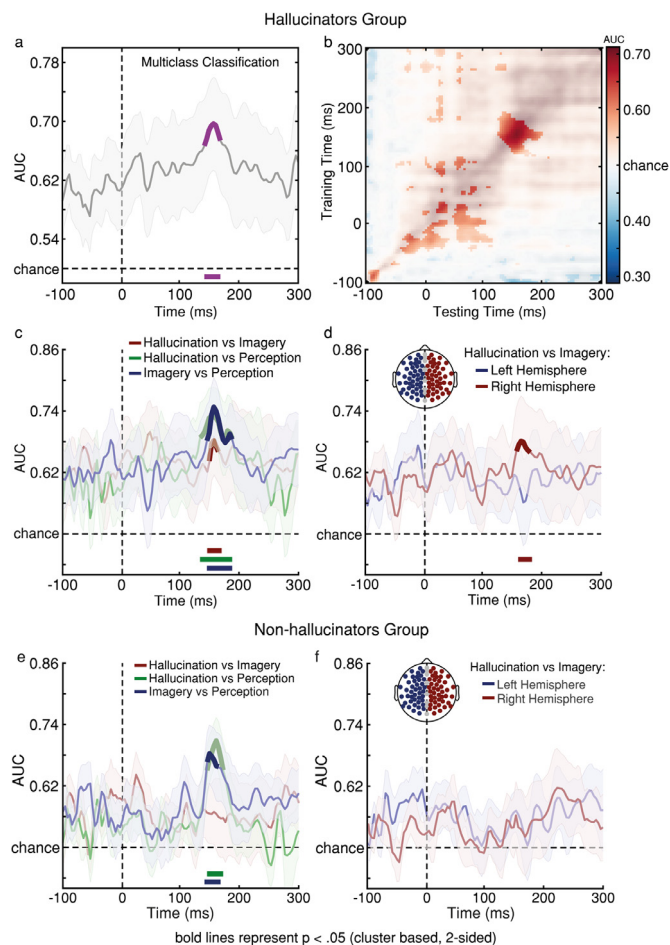 Hallucinators Group
a
Multiclass Classification
0.78
0.70
0.62
0.54
chance
AUC
-100 0 100 200 300
Time (ms)
b
300
200
100
0
-100
Training Time (ms)
-100 0 100 200 300
Testing Time (ms)
AUC
0.70
0.60
chance
0.40
0.30
c
Hallucination vs Imagery
Hallucination vs Perception
Imagery vs Perception
0.86
0.74
0.62
chance
AUC
-100 0 100 200 300
Time (ms)
d
Hallucination vs Imagery:
Left Hemisphere
Right Hemisphere
0.86
0.74
0.62
chance
AUC
-100 0 100 200 300
Time (ms)
Non-hallucinators Group
e
Hallucination vs Imagery
Hallucination vs Perception
Imagery vs Perception
0.86
0.74
0.62
chance
AUC
-100 0 100 200 300
Time (ms)
f
Hallucination vs Imagery:
Left Hemisphere
Right Hemisphere
0.86
0.74
0.62
chance
AUC
-100 0 100 200 300
Time (ms)
bold lines represent p < .05 (cluster based, 2-sided)